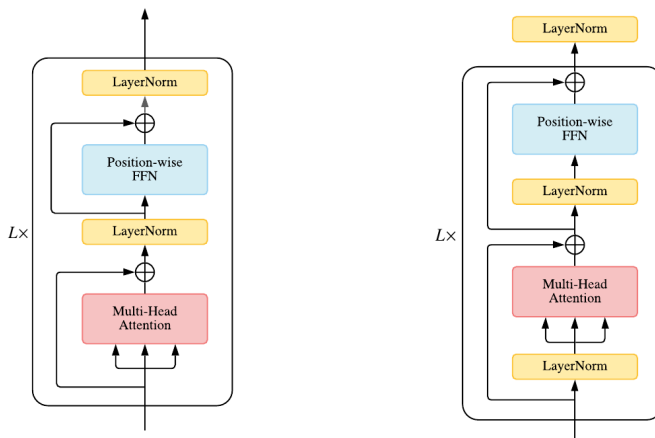 LayerNorm
Position-wise
FFN
LayerNorm
L×
Multi-Head
Attention
LayerNorm
Position-wise
FFN
LayerNorm
L×
Multi-Head
Attention
LayerNorm